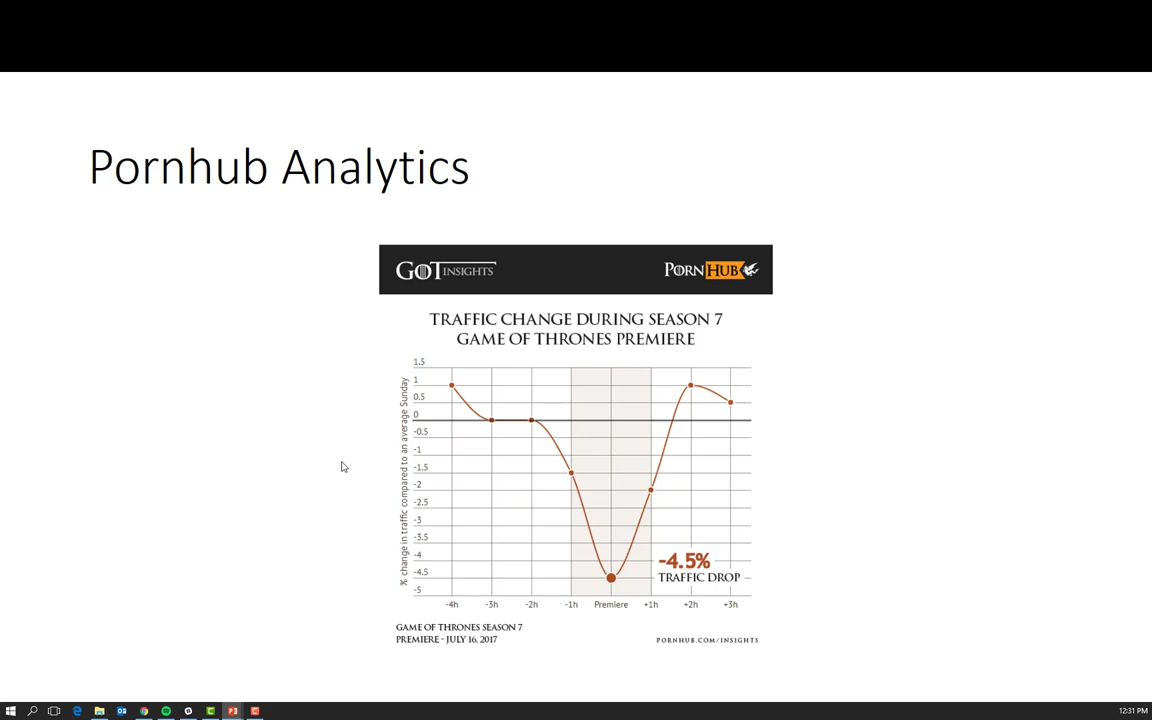 Pornhub Analytics
GOT INSIGHTS
PORNHUB
TRAFFIC CHANGE DURING SEASON 7
GAME OF THRONES PREMIERE
% change in traffic compared to an average Sunday
1.5
1
0.5
0
-0.5
-1
-1.5
-2
-2.5
-3
-3.5
-4
-4.5
-5
-4.5%
TRAFFIC DROP
-4h -3h -2h -1h Premiere +1h +2h +3h
GAME OF THRONES SEASON 7
PREMIERE - JULY 16, 2017
PORNHUB.COM/INSIGHTS
12:31 PM